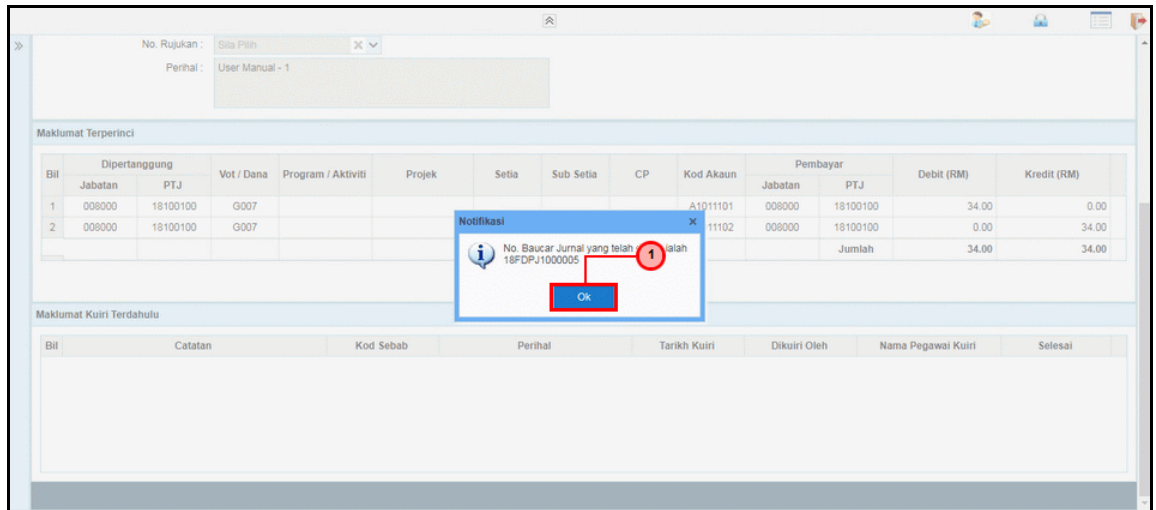 No. Rujukan : Sila Pilih
Perihal : User Manual - 1
Maklumat Terperinci
Bil Dipertanggung Vot / Dana Program / Aktiviti Projek Setia Sub Setia CP Kod Akaun Pembayar Debit (RM) Kredit (RM)
Jabatan PTJ Jabatan PTJ
1 008000 18100100 G007 A1011101 008000 18100100 34.00 0.00
2 008000 18100100 G007 11102 008000 18100100 0.00 34.00
Jumlah 34.00 34.00
Notifikasi
No. Baucar Jurnal yang telah ialah
18FDPJ1000005
1
Ok
Maklumat Kuiri Terdahulu
Bil Catatan Kod Sebab Perihal Tarikh Kuiri Dikuiri Oleh Nama Pegawai Kuiri Selesai